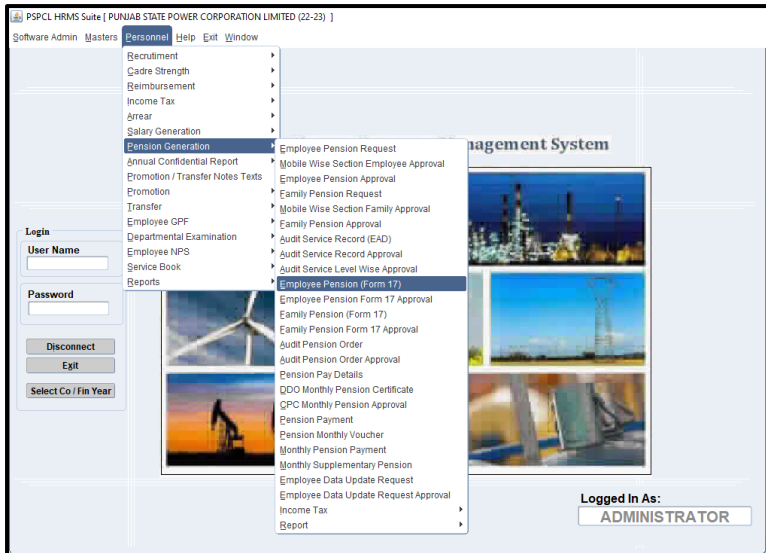 PSPCL HRMS Suite [ PUNJAB STATE POWER CORPORATION LIMITED (22-23) ]
Software Admin Masters Personnel Help Exit Window
Recrutiment
Cadre Strength
Reimbursement
Income Tax
Arrear
Salary Generation
Pension Generation
Annual Confidential Report
Promotion / Transfer Notes Texts
Promotion
Transfer
Employee GPF
Departmental Examination
Employee NPS
Service Book
Reports
Employee Pension Request
Mobile Wise Section Employee Approval
Employee Pension Approval
Family Pension Request
Mobile Wise Section Family Approval
Family Pension Approval
Audit Service Record (EAD)
Audit Service Record Approval
Audit Service Level Wise Approval
Employee Pension (Form 17)
Employee Pension Form 17 Approval
Family Pension (Form 17)
Family Pension Form 17 Approval
Audit Pension Order
Audit Pension Order Approval
Pension Pay Details
DDO Monthly Pension Certificate
CPC Monthly Pension Approval
Pension Payment
Pension Monthly Voucher
Monthly Pension Payment
Monthly Supplementary Pension
Employee Data Update Request
Employee Data Update Request Approval
Income Tax
Report
nagement System
Login
User Name
Password
Disconnect
Exit
Select Co / Fin Year
Logged In As:
ADMINISTRATOR